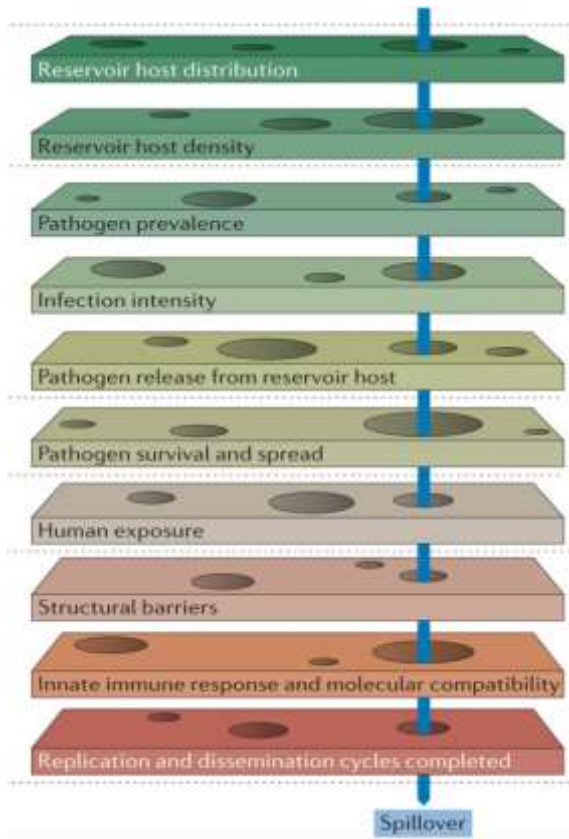 Reservoir host distribution
Reservoir host density
Pathogen prevalence
Infection intensity
Pathogen release from reservoir host
Pathogen survival and spread
Human exposure
Structural barriers
Innate immune response and molecular compatibility
Replication and dissemination cycles completed
Spillover